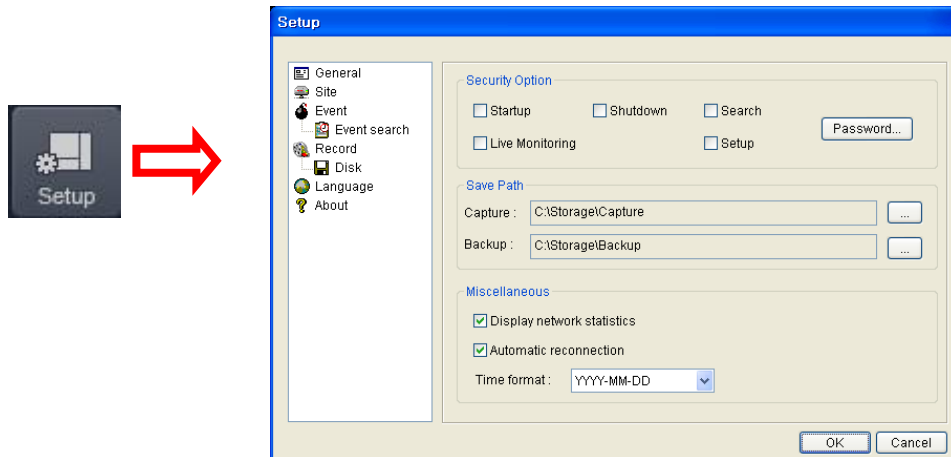 Setup
Setup
General
Site
Event
Event search
Record
Disk
Language
About
Security Option
Startup Shutdown Search
Password...
Live Monitoring Setup
Save Path
Capture : C:\Storage\Capture ...
Backup : C:\Storage\Backup ...
Miscellaneous
Display network statistics
Automatic reconnection
Time format : YYYY-MM-DD
OK Cancel